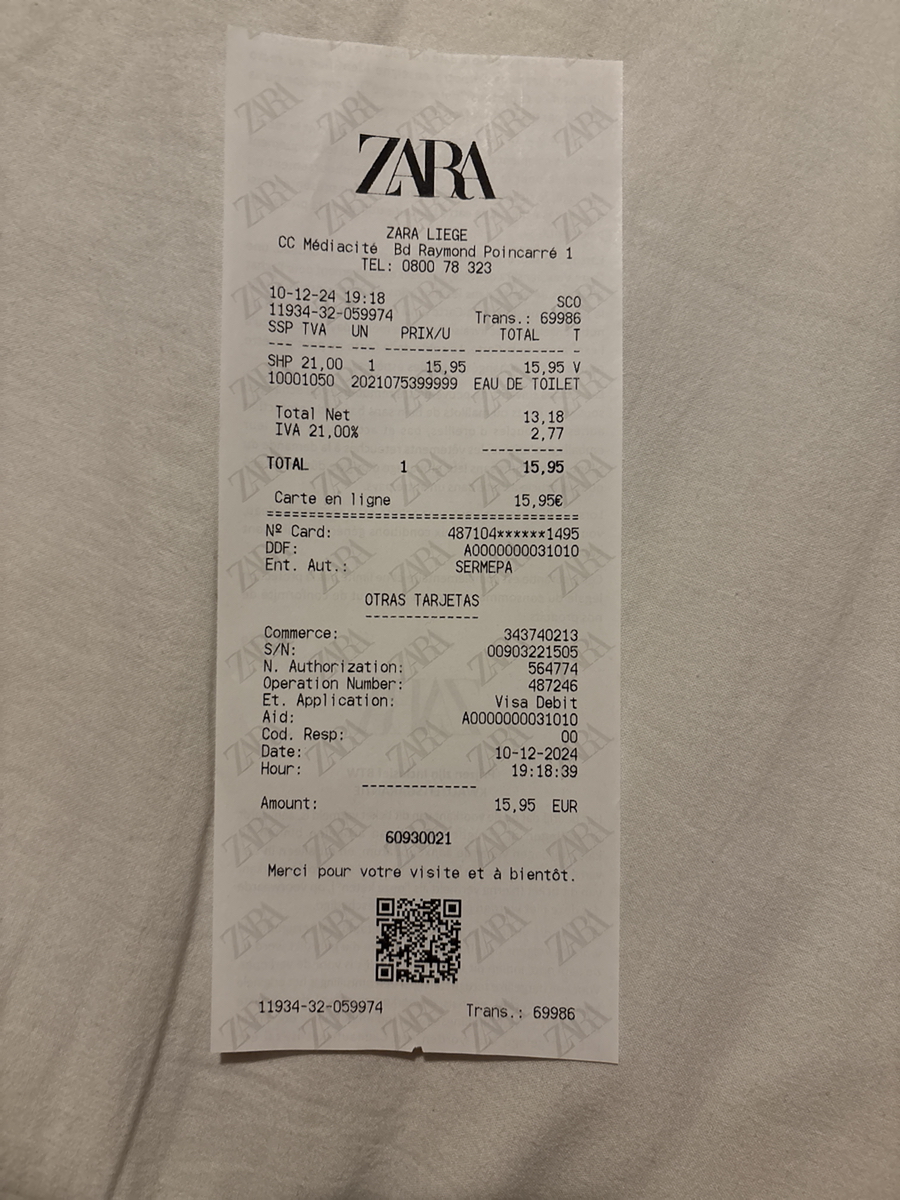 ZARA
ZARA LIEGE
CC Médiacité Bd Raymond Poincarré 1
TEL: 0800 78 323
10-12-24 19:18 SCO
11934-32-059974 Trans.: 69986
SSP TVA UN PRIX/U TOTAL T
--- ----- --- ---------- ---------- -
SHP 21,00 1 15,95 15,95 V
10001050 2021075399999 EAU DE TOILET
Total Net 13,18
IVA 21,00% 2,77
----------
TOTAL 1 15,95
Carte en ligne 15,95€
======================================
Nº Card: 487104******1495
DDF: A0000000031010
Ent. Aut.: SERMEPA
OTRAS TARJETAS
--------------
Commerce: 343740213
S/N: 00903221505
N. Authorization: 564774
Operation Number: 487246
Et. Application: Visa Debit
Aid: A0000000031010
Cod. Resp: 00
Date: 10-12-2024
Hour: 19:18:39
--------------
Amount: 15,95 EUR
60930021
Merci pour votre visite et à bientôt.
11934-32-059974 Trans.: 69986